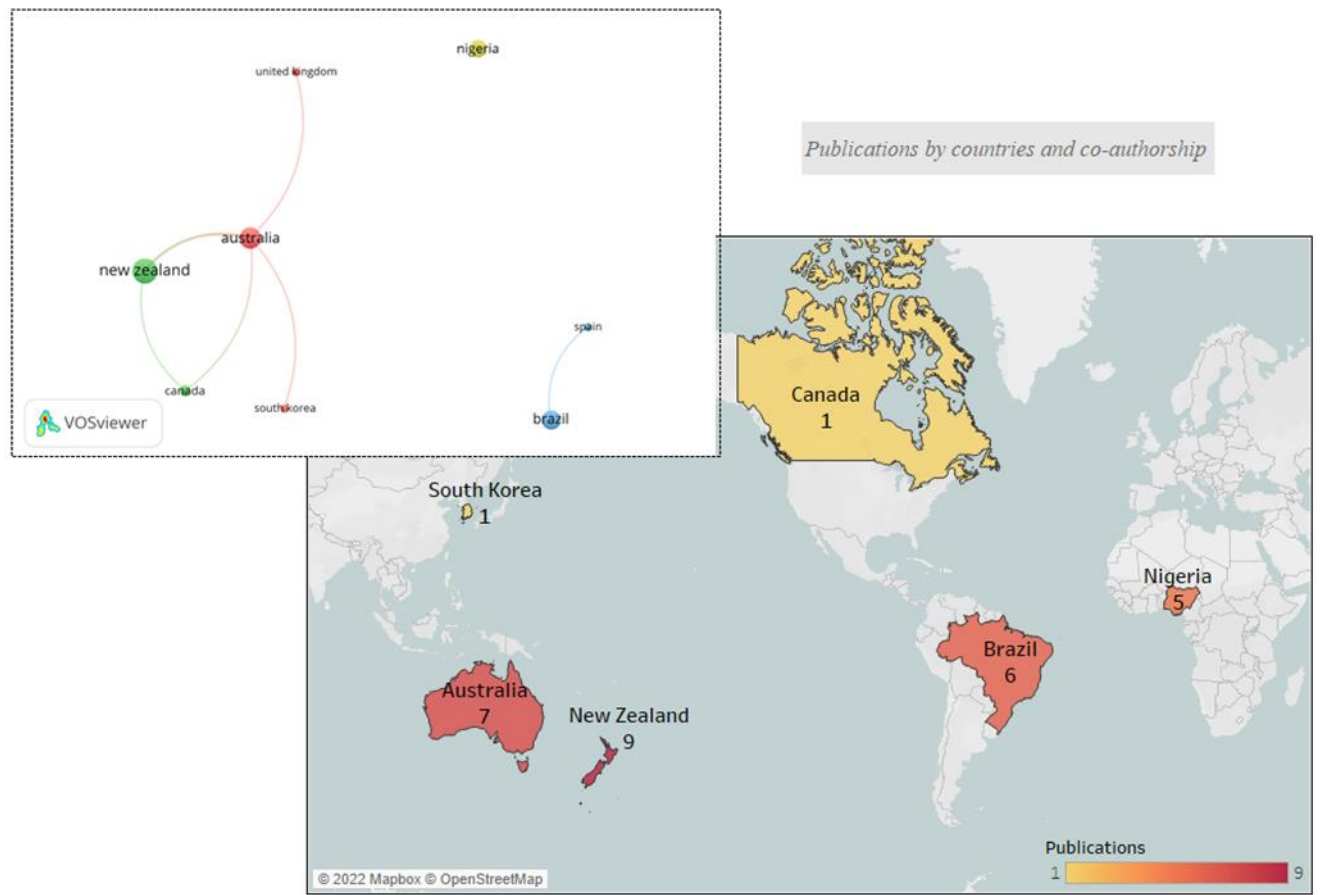 nigeria
united kingdom
australia
new zealand
spain
canada
south korea
brazil
VOSviewer
Publications by countries and co-authorship
Canada
1
South Korea
1
Nigeria
5
Brazil
6
Australia
7
New Zealand
9
Publications
1 9
© 2022 Mapbox © OpenStreetMap